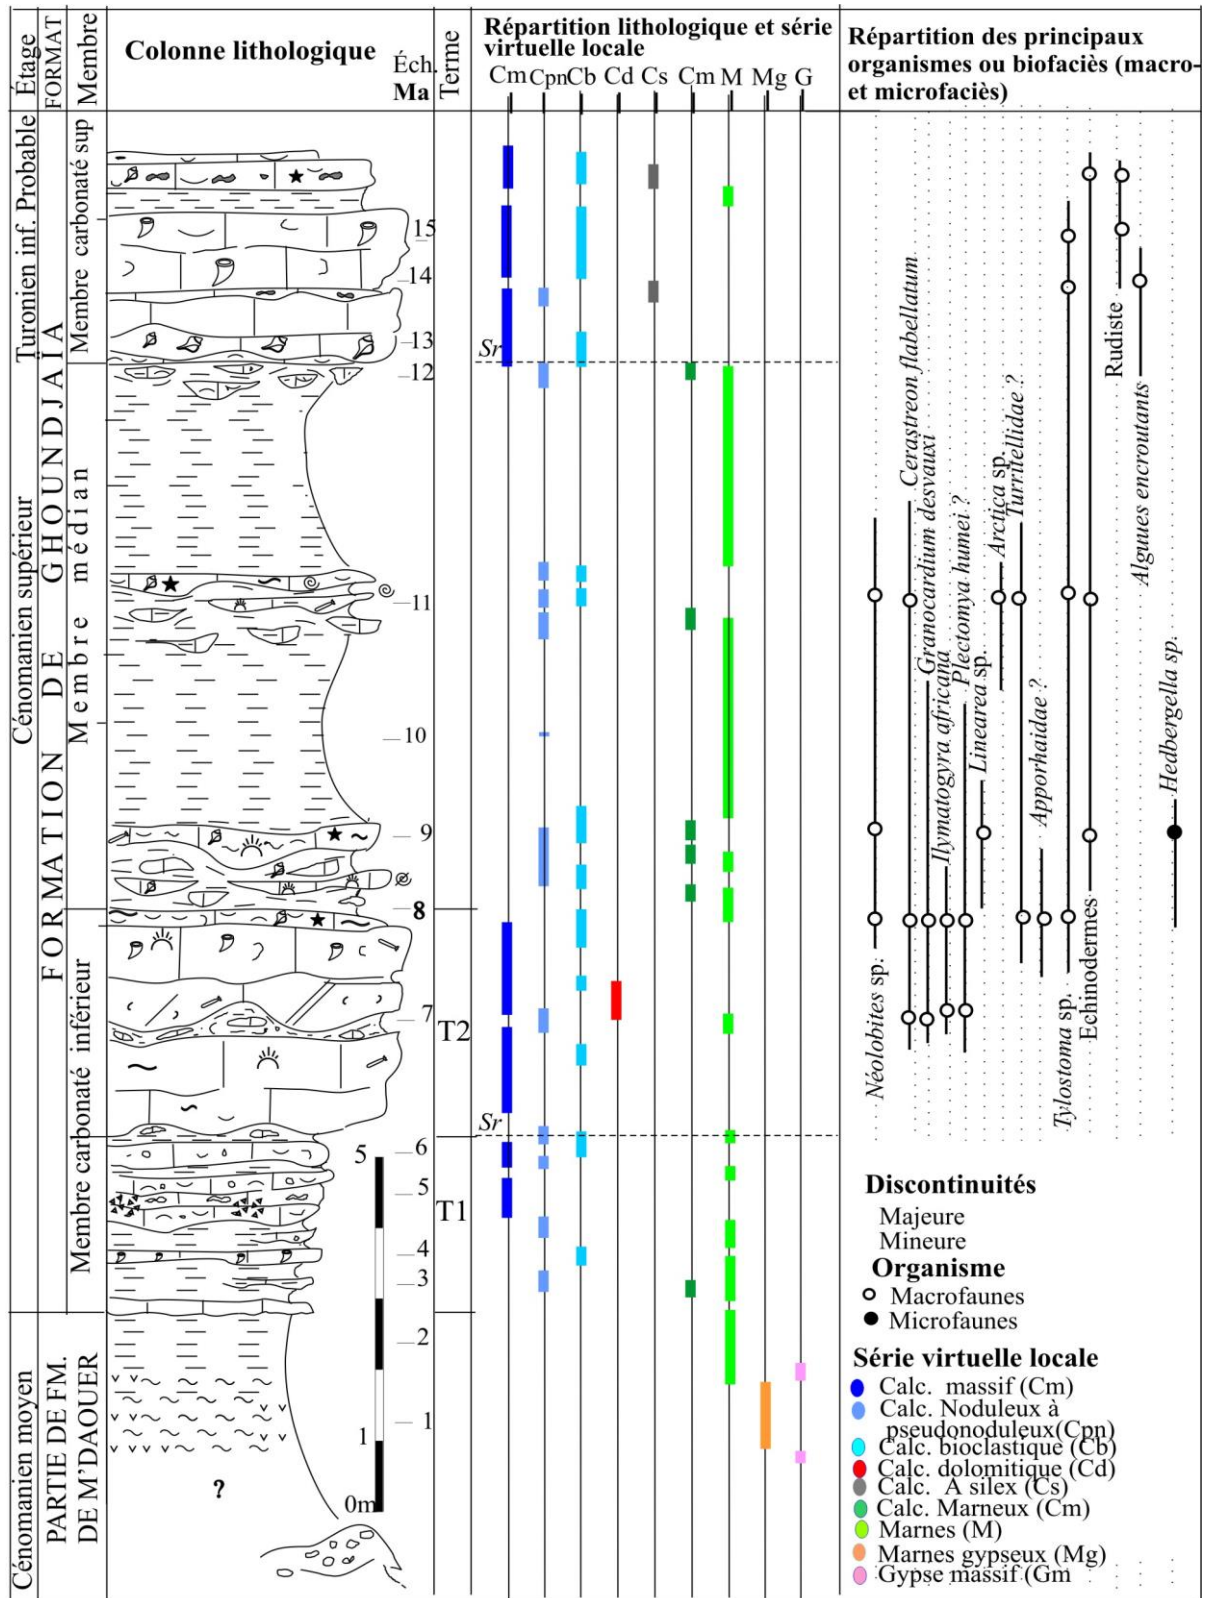 Étage
FORMAT
Membre
Colonne lithologique
Éch.
Ma
Terme
Répartition lithologique et série
virtuelle locale
Cm Cpn Cb Cd Cs Cm M Mg G
Répartition des principaux
organismes ou biofaciès (macro-
et microfaciès)
Turonien inf. Probable
Cénomanien supérieur
Cénomanien moyen
FORMATION DE GHOUNDJAÏA
PARTIE DE FM.
DE M'DAOUER
Membre carbonaté sup
Membre médian
Membre carbonaté inférieur
15
14
13
12
11
10
9
8
7
6
5
4
3
2
1
5
1
0m
?
T2
T1
Sr
Sr
Néolobites sp.
Cerastreon flabellatum
Granocardium desvauxi
Ilymatogyra africana
Plectomya humei ?
Linearea sp.
Arctica sp.
Turritellidae ?
Apporhaidae ?
Tylostoma sp.
Echinodermes
Rudiste
Alguues encroutants
Hedbergella sp.
Discontinuités
Majeure
Mineure
Organisme
Macrofaunes
Microfaunes
Série virtuelle locale
Calc. massif (Cm)
Calc. Noduleux à
pseudonoduleux(Cpn)
Calc. bioclastique (Cb)
Calc. dolomitique (Cd)
Calc. A silex (Cs)
Calc. Marneux (Cm)
Marnes (M)
Marnes gypseux (Mg)
Gypse massif (Gm